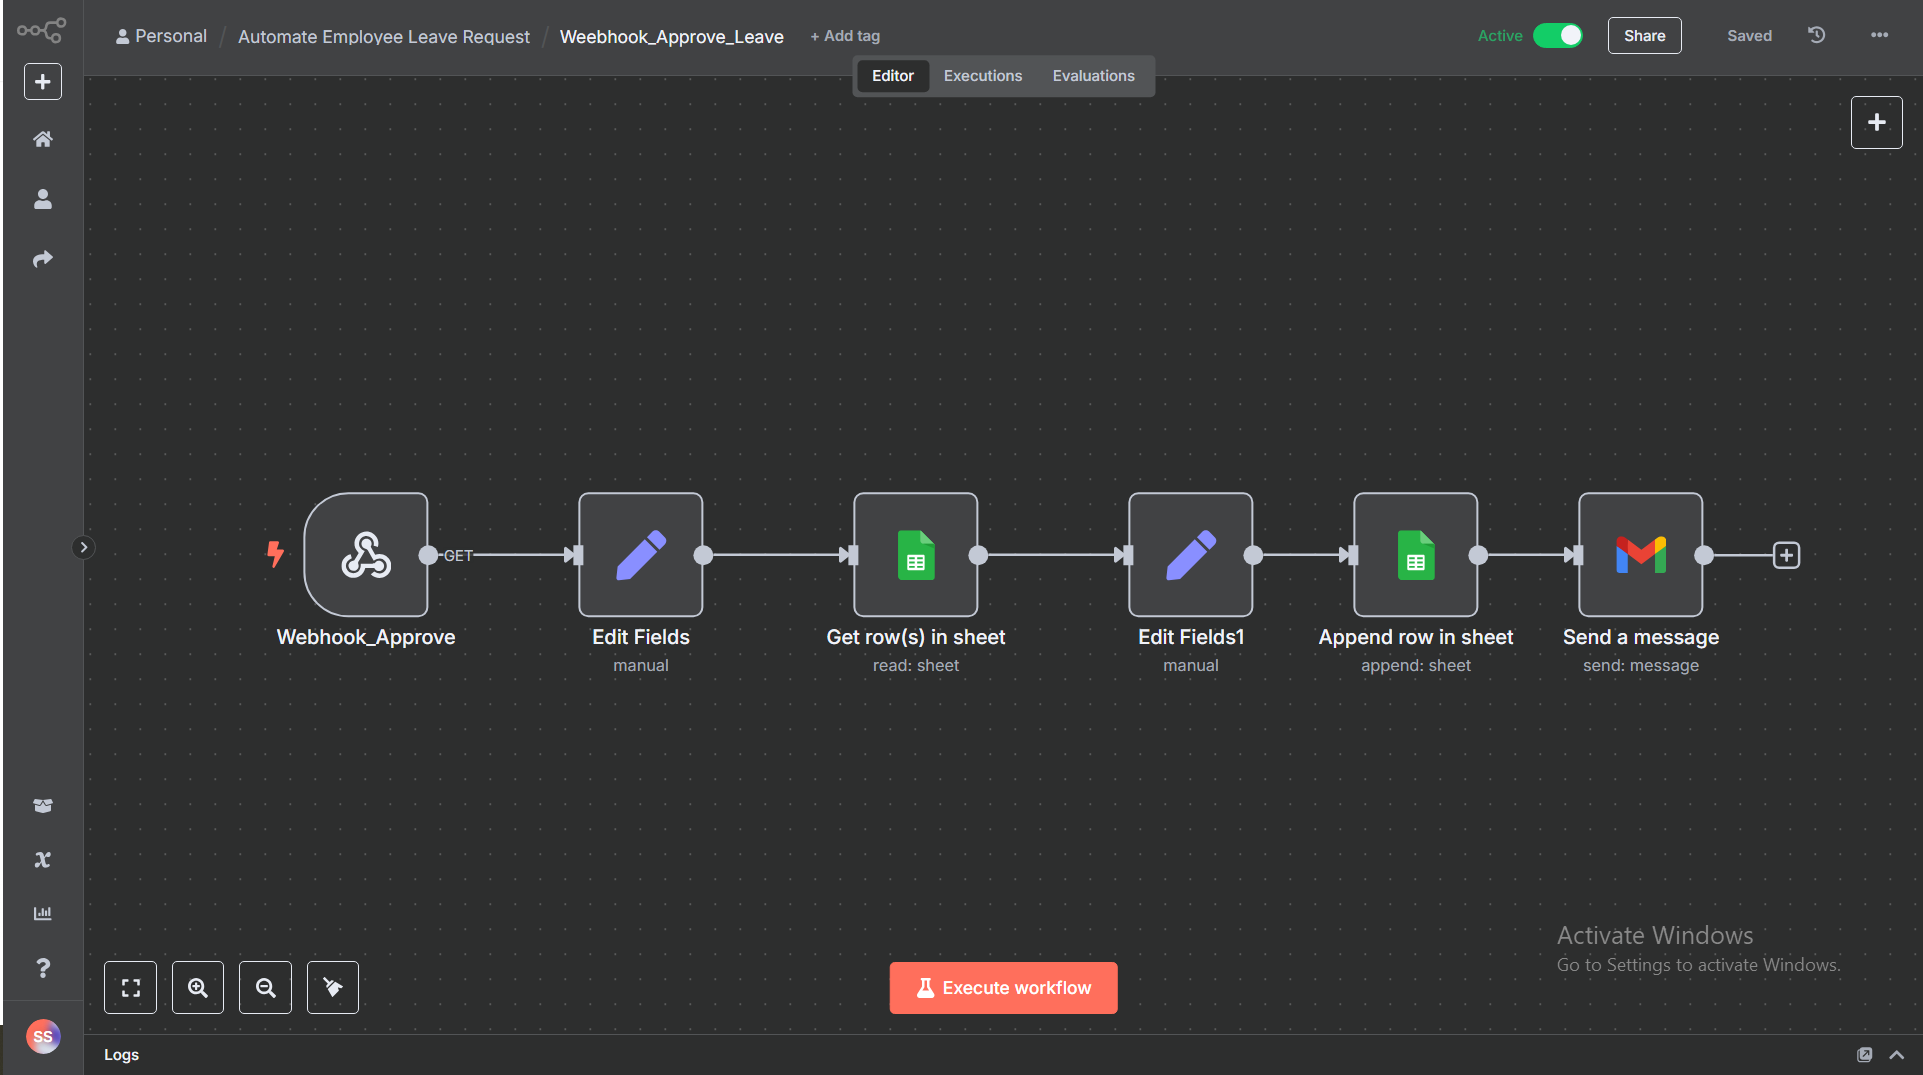 Personal / Automate Employee Leave Request / Weebhook_Approve_Leave + Add tag
Active
Share
Saved
Editor Executions Evaluations
GET
Webhook_Approve
Edit Fields
manual
Get row(s) in sheet
read: sheet
Edit Fields1
manual
Append row in sheet
append: sheet
Send a message
send: message
Activate Windows
Go to Settings to activate Windows.
Execute workflow
SS
Logs